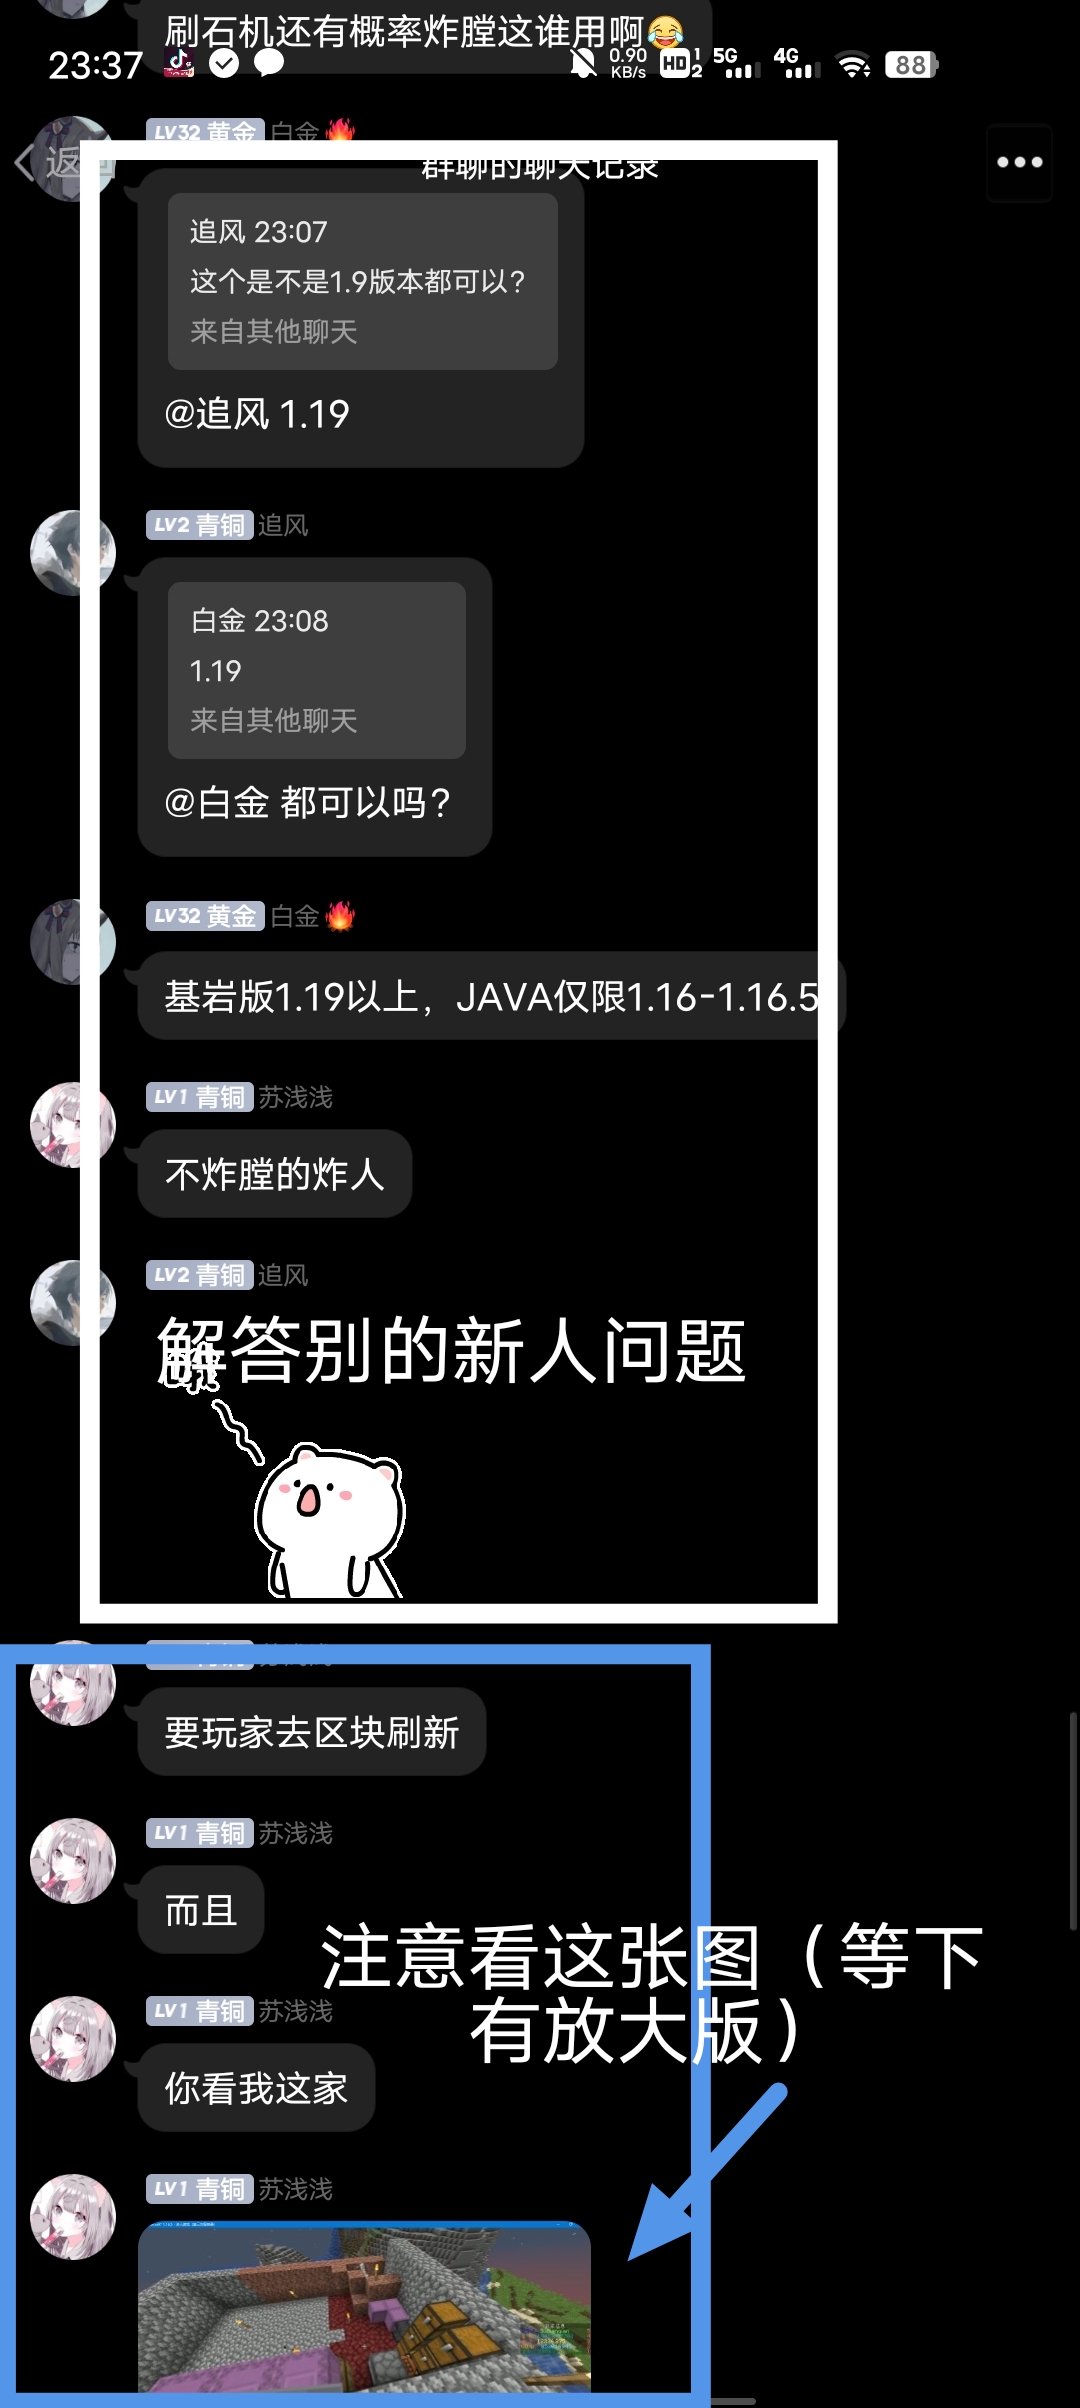 刷石机还有概率炸膛这谁用啊😂
23:37
0.90
KB/s
HD
1
2
5G
4G
88
LV32 黄金 白金🔥
返回
群聊的聊天记录
追风 23:07
这个是不是1.9版本都可以？
来自其他聊天
@追风 1.19
LV2 青铜 追风
白金 23:08
1.19
来自其他聊天
@白金 都可以吗？
LV32 黄金 白金🔥
基岩版1.19以上，JAVA仅限1.16-1.16.5
LV1 青铜 苏浅浅
不炸膛的炸人
LV2 青铜 追风
解答别的新人问题
要玩家去区块刷新
LV1 青铜 苏浅浅
而且
注意看这张图（等下
有放大版）
LV1 青铜 苏浅浅
你看我这家
LV1 青铜 苏浅浅